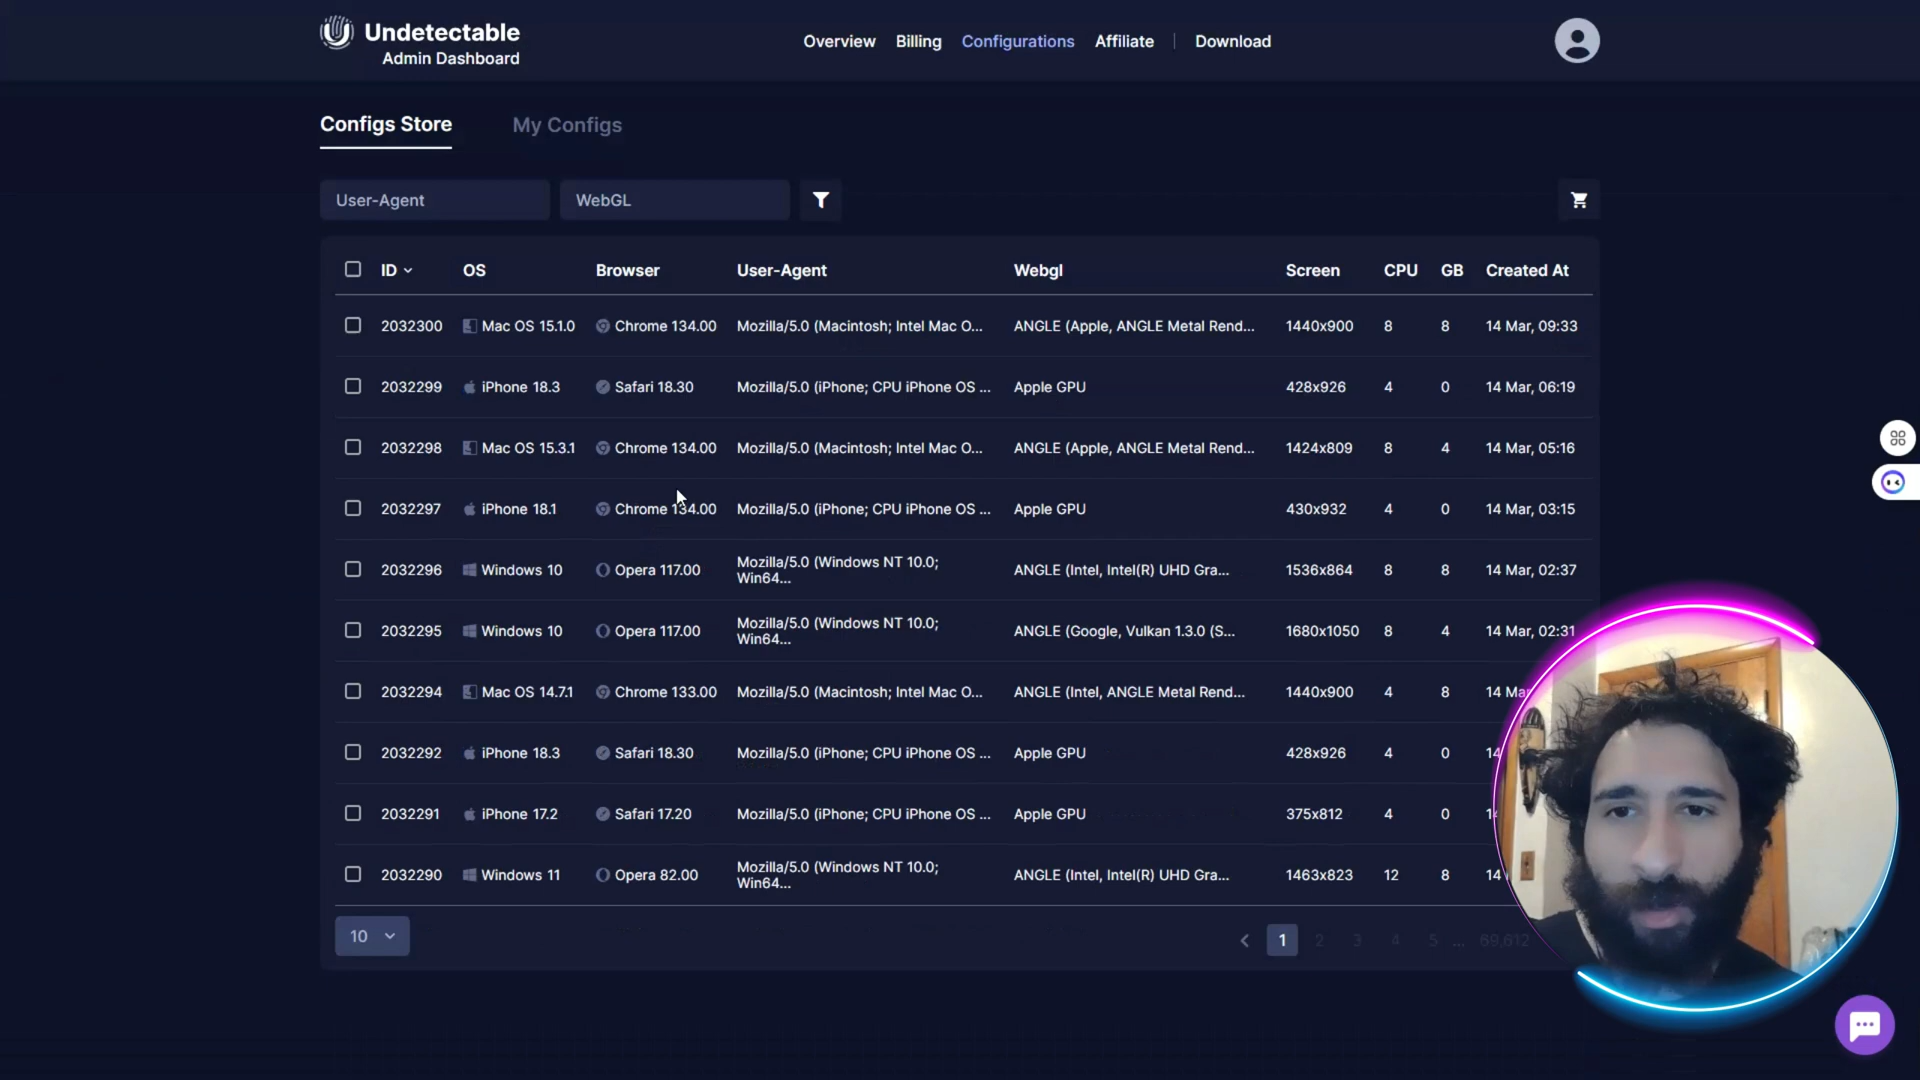 Undetectable
Admin Dashboard
Overview Billing Configurations Affiliate | Download
Configs Store My Configs
User-Agent WebGL
ID OS Browser User-Agent Webgl Screen CPU GB Created At
2032300 Mac OS 15.1.0 Chrome 134.00 Mozilla/5.0 (Macintosh; Intel Mac O... ANGLE (Apple, ANGLE Metal Rend... 1440x900 8 8 14 Mar, 09:33
2032299 iPhone 18.3 Safari 18.30 Mozilla/5.0 (iPhone; CPU iPhone OS ... Apple GPU 428x926 4 0 14 Mar, 06:19
2032298 Mac OS 15.3.1 Chrome 134.00 Mozilla/5.0 (Macintosh; Intel Mac O... ANGLE (Apple, ANGLE Metal Rend... 1424x809 8 4 14 Mar, 05:16
2032297 iPhone 18.1 Chrome 134.00 Mozilla/5.0 (iPhone; CPU iPhone OS ... Apple GPU 430x932 4 0 14 Mar, 03:15
2032296 Windows 10 Opera 117.00 Mozilla/5.0 (Windows NT 10.0; Win64... ANGLE (Intel, Intel(R) UHD Gra... 1536x864 8 8 14 Mar, 02:37
2032295 Windows 10 Opera 117.00 Mozilla/5.0 (Windows NT 10.0; Win64... ANGLE (Google, Vulkan 1.3.0 (S... 1680x1050 8 4 14 Mar, 02:31
2032294 Mac OS 14.7.1 Chrome 133.00 Mozilla/5.0 (Macintosh; Intel Mac O... ANGLE (Intel, ANGLE Metal Rend... 1440x900 4 8 14 Mar
2032292 iPhone 18.3 Safari 18.30 Mozilla/5.0 (iPhone; CPU iPhone OS ... Apple GPU 428x926 4 0 14
2032291 iPhone 17.2 Safari 17.20 Mozilla/5.0 (iPhone; CPU iPhone OS ... Apple GPU 375x812 4 0
2032290 Windows 11 Opera 82.00 Mozilla/5.0 (Windows NT 10.0; Win64... ANGLE (Intel, Intel(R) UHD Gra... 1463x823 12 8 14
10 1 2 3 4 5 ... 69,612